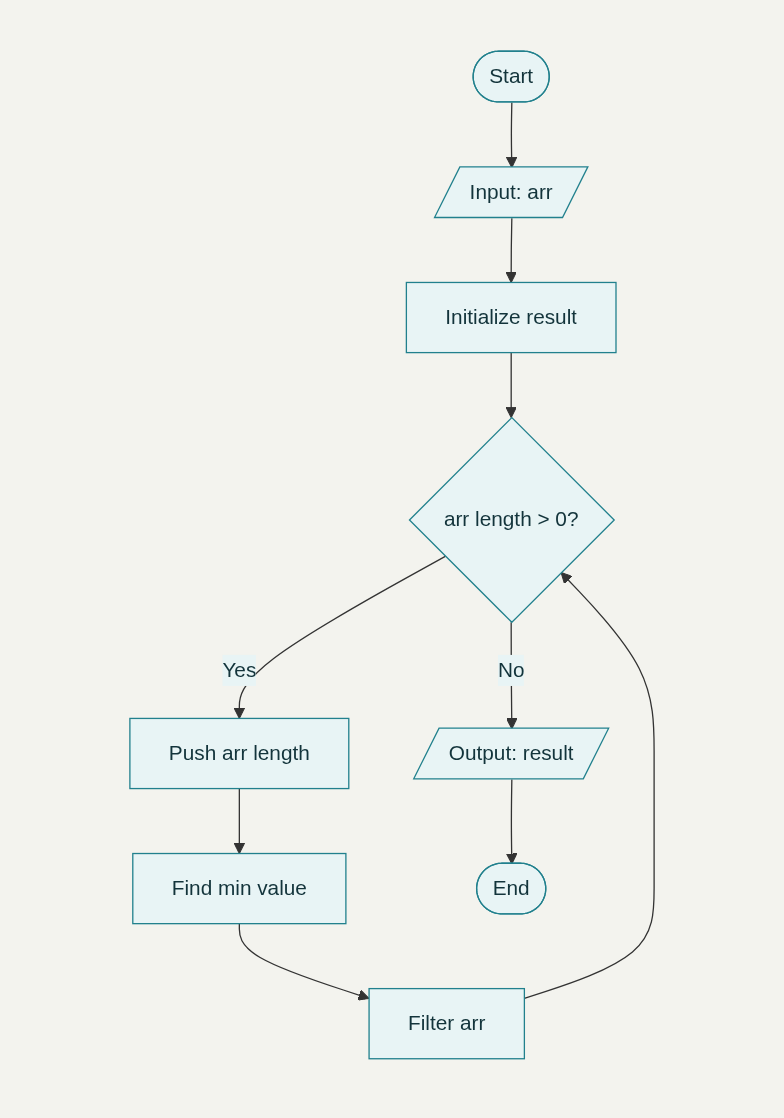 Start
Input: arr
Initialize result
arr length > 0?
Yes
No
Push arr length
Output: result
Find min value
End
Filter arr